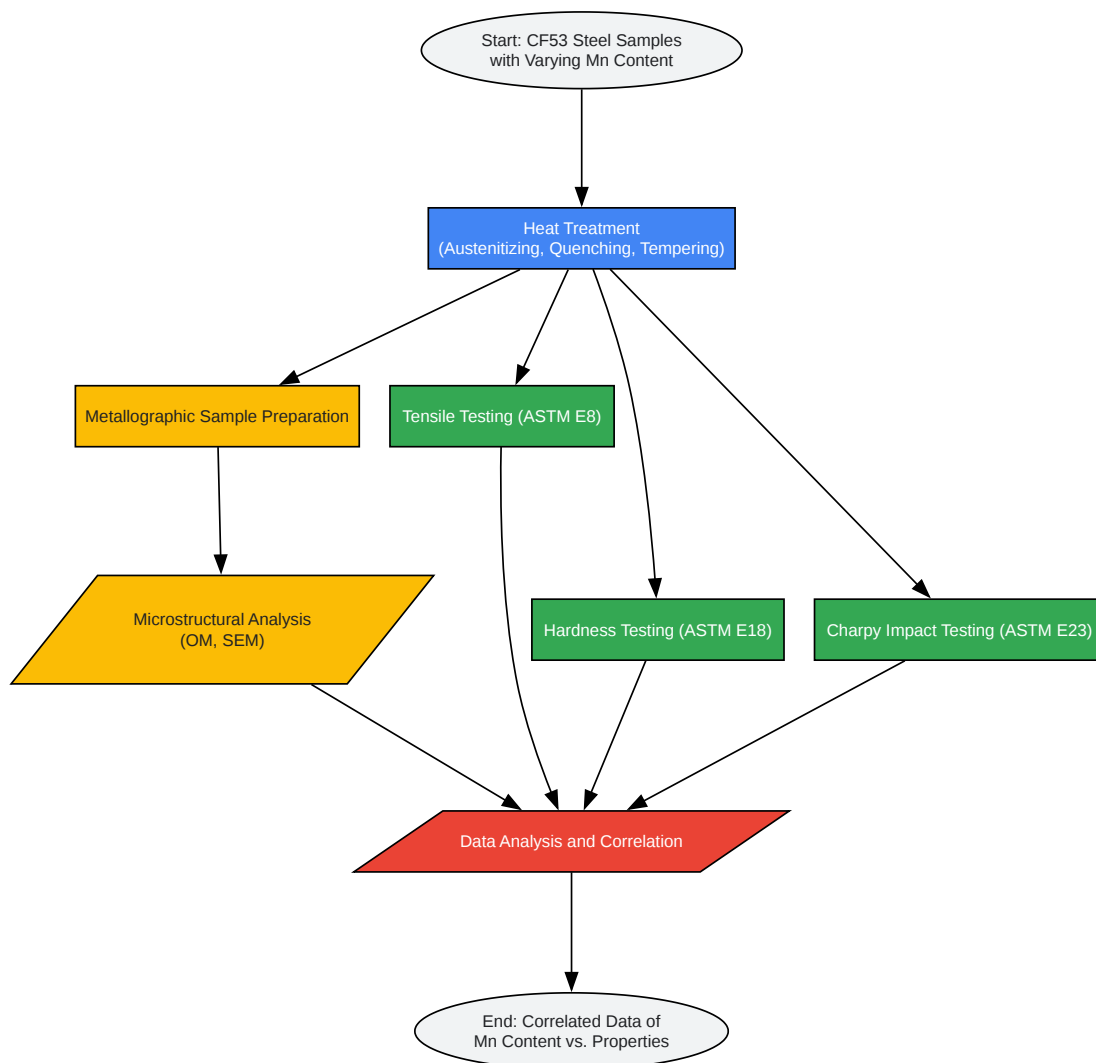 Start: CF53 Steel Samples
with Varying Mn Content
Heat Treatment
(Austenitizing, Quenching, Tempering)
Metallographic Sample Preparation
Tensile Testing (ASTM E8)
Microstructural Analysis
(OM, SEM)
Hardness Testing (ASTM E18)
Charpy Impact Testing (ASTM E23)
Data Analysis and Correlation
End: Correlated Data of
Mn Content vs. Properties